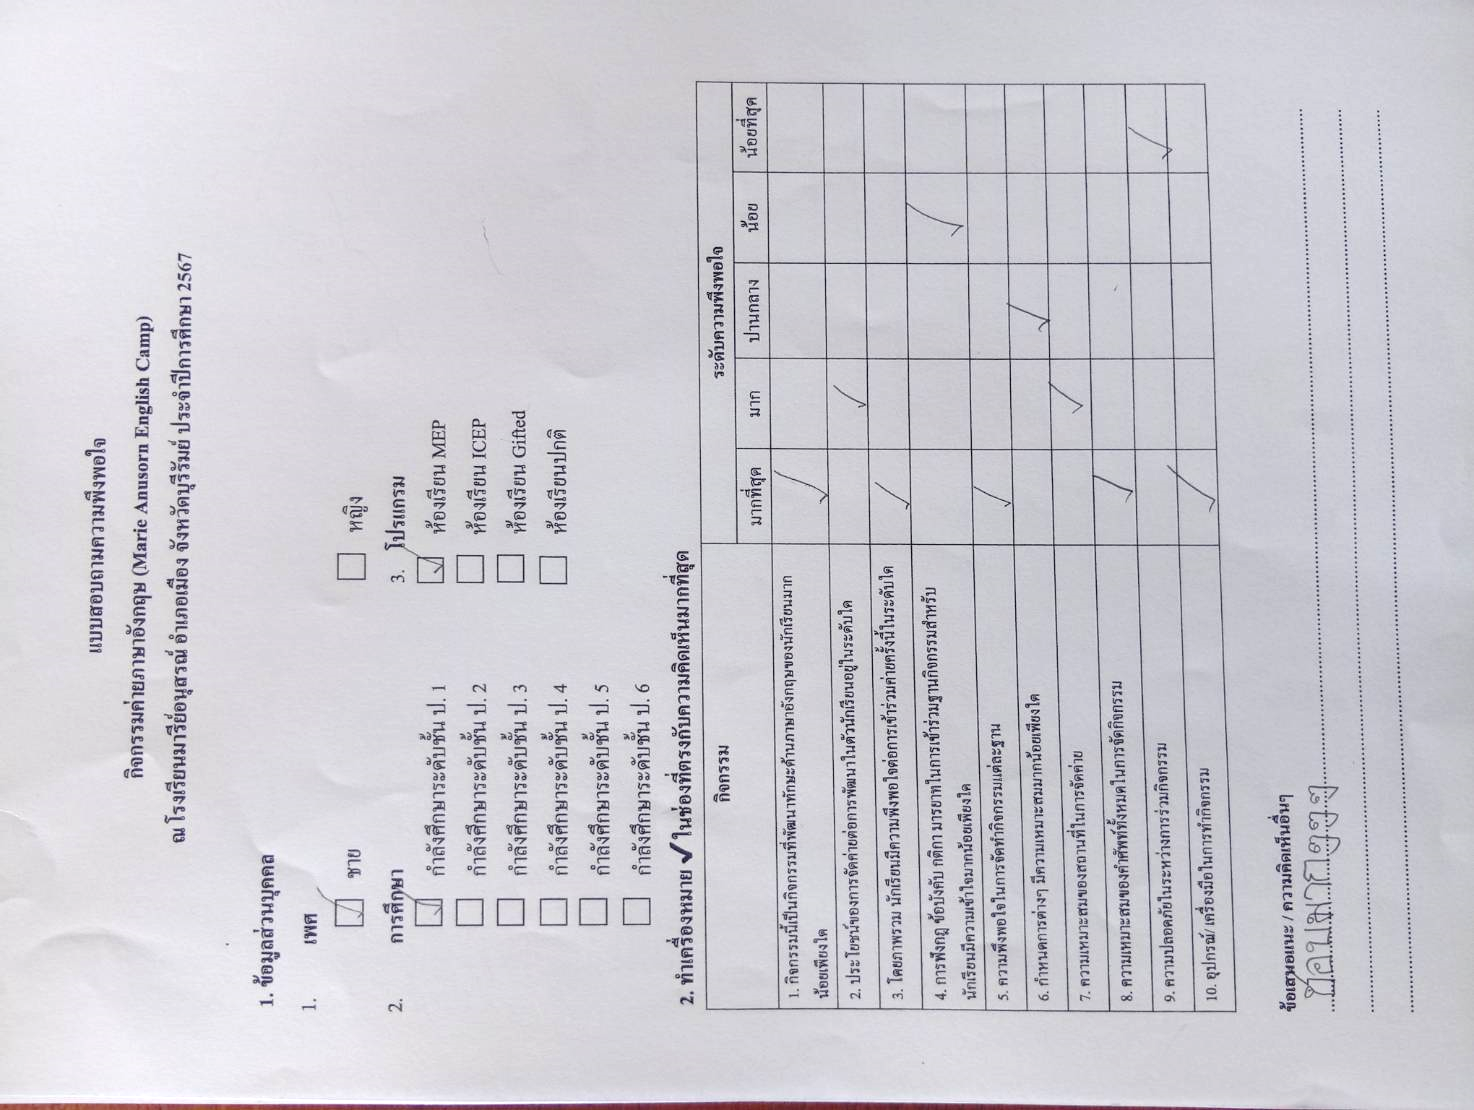 แบบสอบถามความพึงพอใจ
กิจกรรมค่ายภาษาอังกฤษ (Marie Anusorn English Camp)
ณ โรงเรียนมารีย์อนุสรณ์ อำเภอเมือง จังหวัดบุรีรัมย์ ประจำปีการศึกษา 2567
1. ข้อมูลส่วนบุคคล
1. เพศ
☑ ชาย ☐ หญิง
2. การศึกษา 3. โปรแกรม
☑ กำลังศึกษาระดับชั้น ป. 1 ☑ ห้องเรียน MEP
☐ กำลังศึกษาระดับชั้น ป. 2 ☐ ห้องเรียน ICEP
☐ กำลังศึกษาระดับชั้น ป. 3 ☐ ห้องเรียน Gifted
☐ กำลังศึกษาระดับชั้น ป. 4 ☐ ห้องเรียนปกติ
☐ กำลังศึกษาระดับชั้น ป. 5
☐ กำลังศึกษาระดับชั้น ป. 6
2. ทำเครื่องหมาย ✓ ในช่องที่ตรงกับความคิดเห็นมากที่สุด
กิจกรรม ระดับความพึงพอใจ
มากที่สุด มาก ปานกลาง น้อย น้อยที่สุด
1. กิจกรรมนี้เป็นกิจกรรมที่พัฒนาทักษะด้านภาษาอังกฤษของนักเรียนมาก ✓
น้อยเพียงใด
2. ประโยชน์ของการจัดค่ายต่อการพัฒนาในตัวนักเรียนอยู่ในระดับใด ✓
3. โดยภาพรวม นักเรียนมีความพึงพอใจต่อการเข้าร่วมค่ายครั้งนี้ในระดับใด ✓
4. การฟังกฎ ข้อบังคับ กติกา มารยาทในการเข้าร่วมฐานกิจกรรมสำหรับ ✓
นักเรียนมีความเข้าใจมากน้อยเพียงใด
5. ความพึงพอใจในการจัดทำกิจกรรมแต่ละฐาน ✓
6. กำหนดการต่างๆ มีความเหมาะสมมากน้อยเพียงใด ✓
7. ความเหมาะสมของสถานที่ในการจัดค่าย ✓
8. ความเหมาะสมของคำศัพท์ทั้งหมดในการจัดกิจกรรม ✓
9. ความปลอดภัยในระหว่างการร่วมกิจกรรม ✓
10. อุปกรณ์/ เครื่องมือในการทำกิจกรรม ✓
ข้อเสนอแนะ / ความคิดเห็นอื่นๆ
ชอบมากๆๆๆๆ